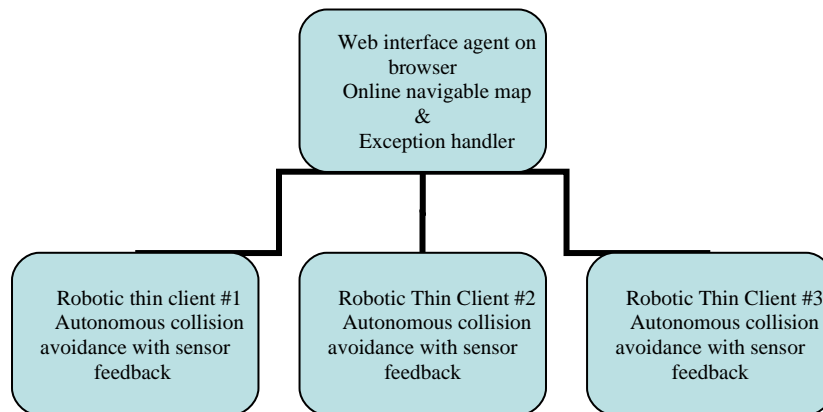 Web interface agent on
browser
Online navigable map
&
Exception handler
Robotic thin client #1
Autonomous collision
avoidance with sensor
feedback
Robotic Thin Client #2
Autonomous collision
avoidance with sensor
feedback
Robotic Thin Client #3
Autonomous collision
avoidance with sensor
feedback